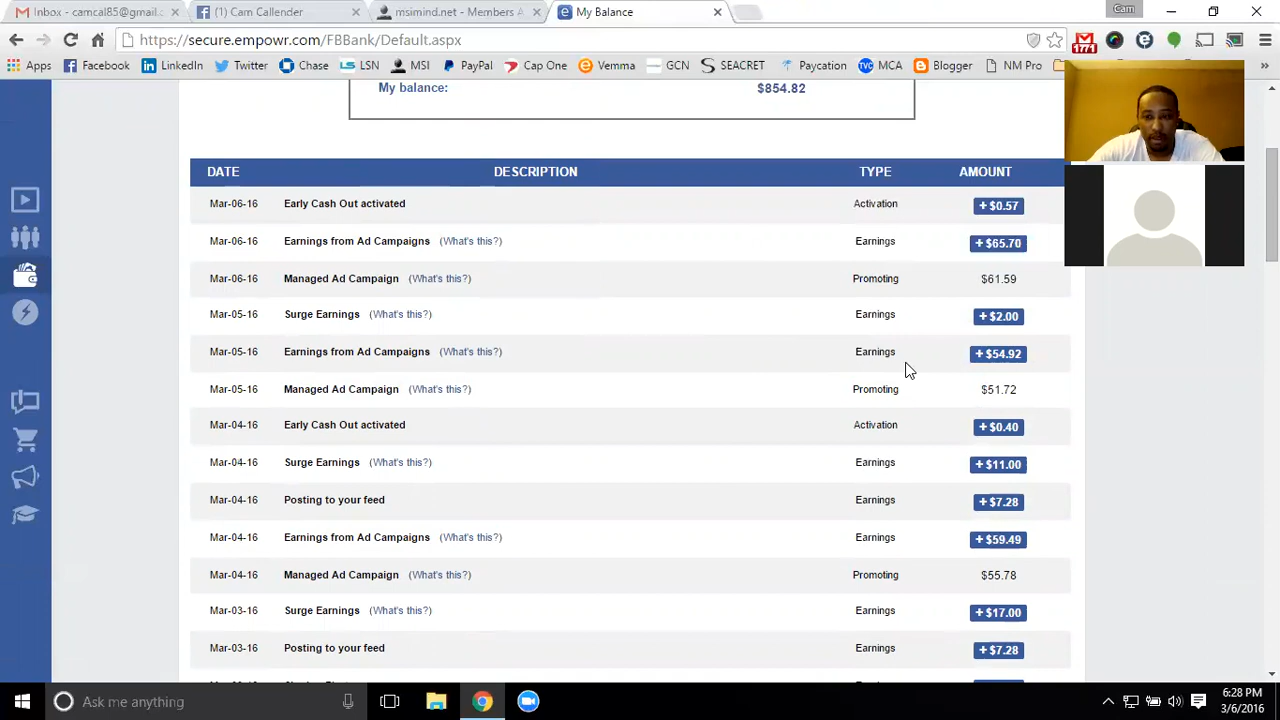 Inbox - camcal85@gmail.c
(1) Cam Callender
msimind.net - Members A
My Balance
Cam
https://secure.empowr.com/FBBank/Default.aspx
1771
Apps Facebook LinkedIn Twitter Chase LSN MSI PayPal Cap One Vemma GCN SEACRET Paycation MCA Blogger NM Pro
My balance: $854.82
DATE DESCRIPTION TYPE AMOUNT
Mar-06-16 Early Cash Out activated Activation + $0.57
Mar-06-16 Earnings from Ad Campaigns (What's this?) Earnings + $65.70
Mar-06-16 Managed Ad Campaign (What's this?) Promoting $61.59
Mar-05-16 Surge Earnings (What's this?) Earnings + $2.00
Mar-05-16 Earnings from Ad Campaigns (What's this?) Earnings + $54.92
Mar-05-16 Managed Ad Campaign (What's this?) Promoting $51.72
Mar-04-16 Early Cash Out activated Activation + $0.40
Mar-04-16 Surge Earnings (What's this?) Earnings + $11.00
Mar-04-16 Posting to your feed Earnings + $7.28
Mar-04-16 Earnings from Ad Campaigns (What's this?) Earnings + $59.49
Mar-04-16 Managed Ad Campaign (What's this?) Promoting $55.78
Mar-03-16 Surge Earnings (What's this?) Earnings + $17.00
Mar-03-16 Posting to your feed Earnings + $7.28
Ask me anything
6:28 PM
3/6/2016